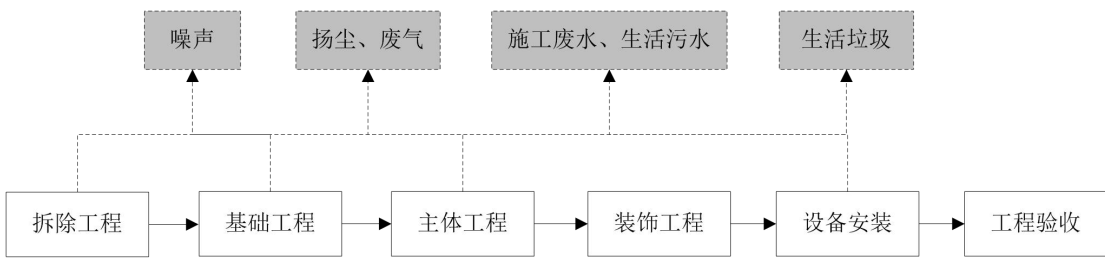 噪声
扬尘、废气
施工废水、生活污水
生活垃圾
拆除工程
基础工程
主体工程
装饰工程
设备安装
工程验收